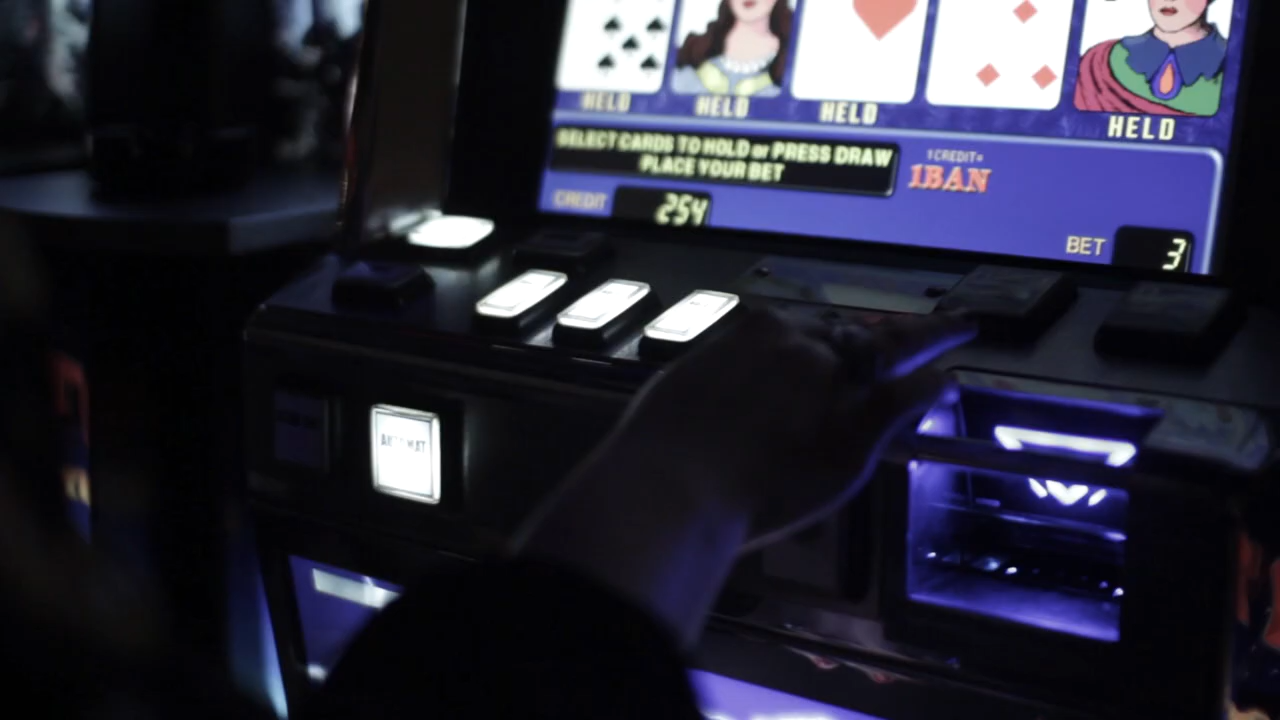 HELD
HELD
HELD
HELD
SELECT CARDS TO HOLD or PRESS DRAW
PLACE YOUR BET
1 CREDIT=
1BAN
CREDIT
254
BET
3
AUTOMAT